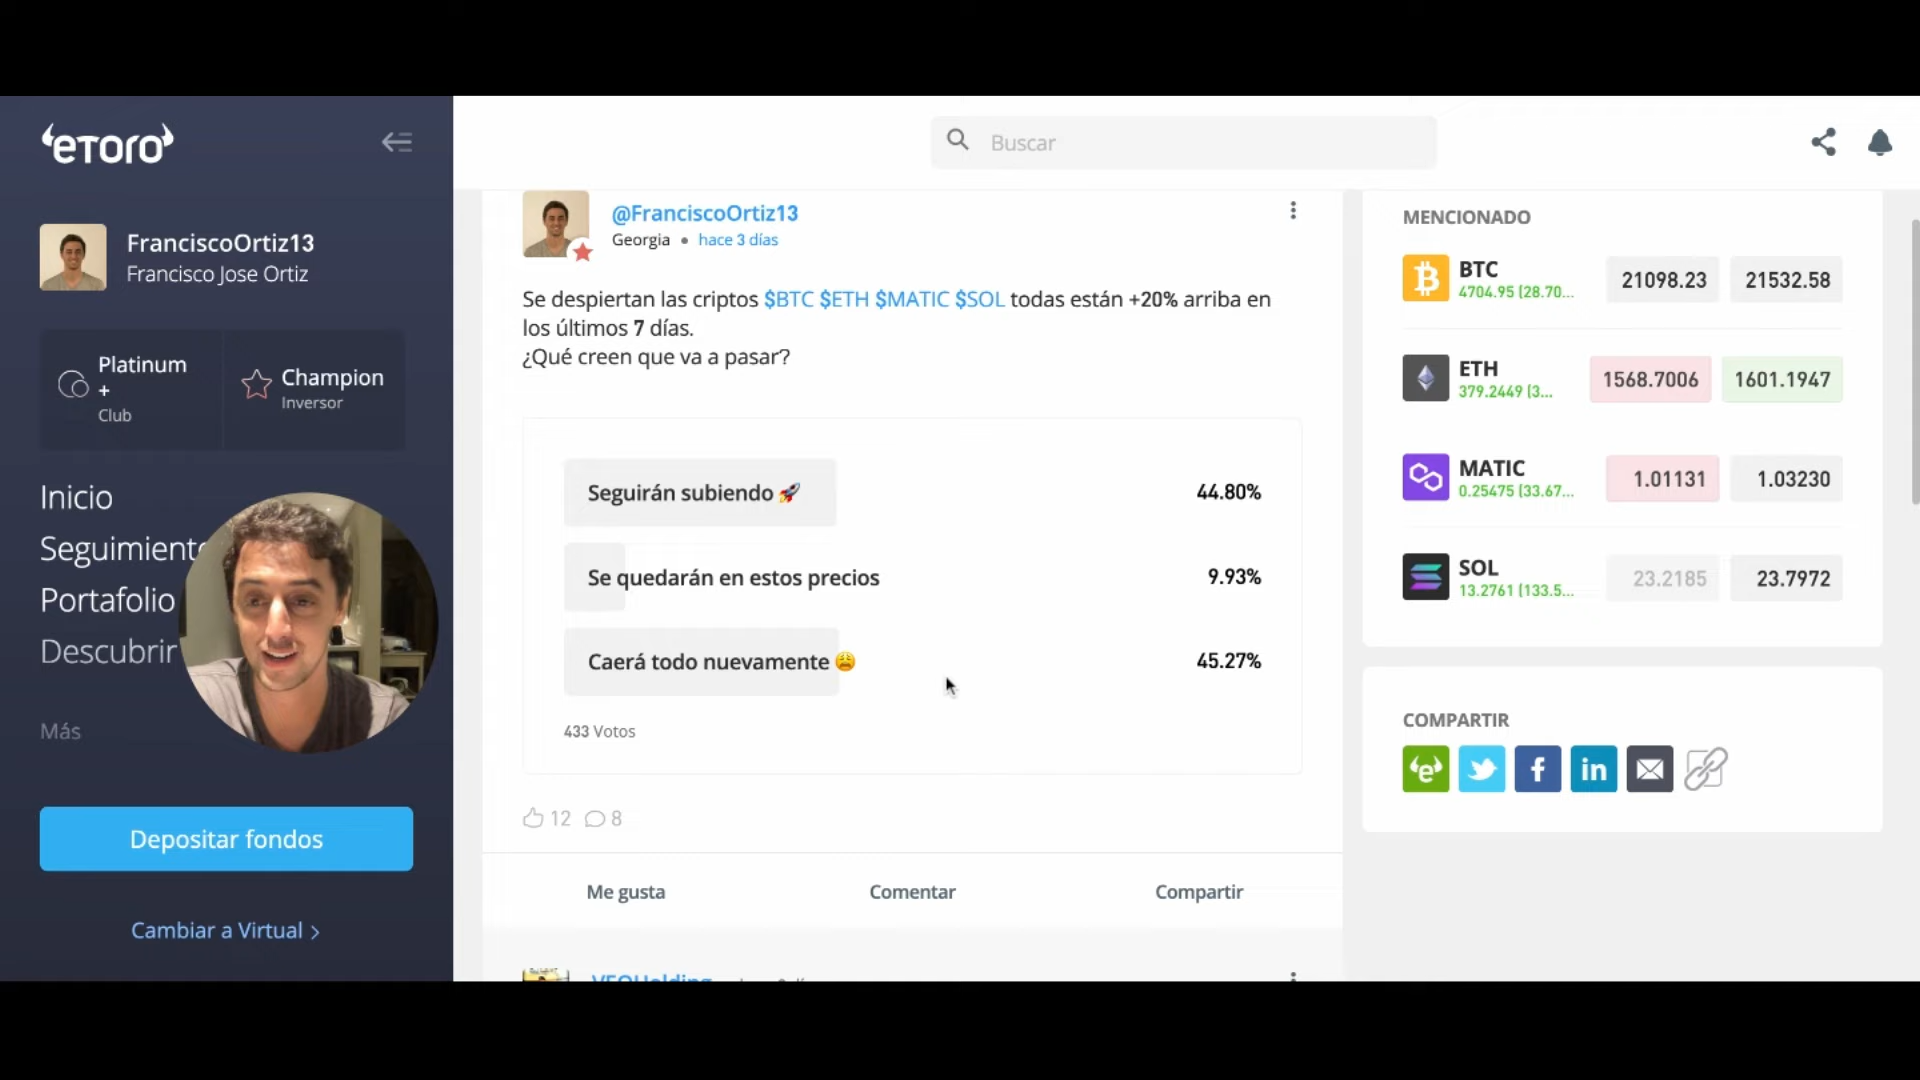 eToro
Buscar
FranciscoOrtiz13
Francisco Jose Ortiz
Platinum
+
Club
Champion
Inversor
Inicio
Seguimiento
Portafolio
Descubrir
Más
Depositar fondos
Cambiar a Virtual >
@FranciscoOrtiz13
Georgia • hace 3 días
Se despiertan las criptos $BTC $ETH $MATIC $SOL todas están +20% arriba en
los últimos 7 días.
¿Qué creen que va a pasar?
Seguirán subiendo 🚀 44.80%
Se quedarán en estos precios 9.93%
Caerá todo nuevamente 😩 45.27%
433 Votos
12 8
Me gusta Comentar Compartir
MENCIONADO
BTC 21098.23 21532.58
4704.95 (28.70...
ETH 1568.7006 1601.1947
379.2449 (3...
MATIC 1.01131 1.03230
0.25475 (33.67...
SOL 23.2185 23.7972
13.2761 (133.5...
COMPARTIR